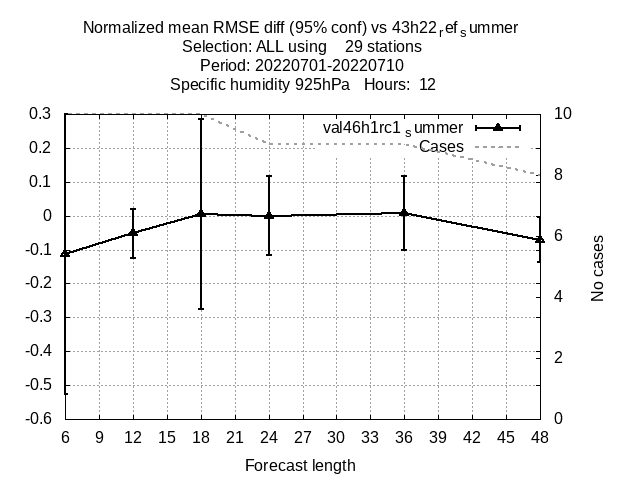 Normalized mean RMSE diff (95% conf) vs 43h22refsummer
Selection: ALL using 29 stations
Period: 20220701-20220710
Specific humidity 925hPa Hours: 12
val46h1rc1summer
Cases
0.3
0.2
0.1
0
-0.1
-0.2
-0.3
-0.4
-0.5
-0.6
10
8
6
4
2
0
No cases
6 9 12 15 18 21 24 27 30 33 36 39 42 45 48
Forecast length